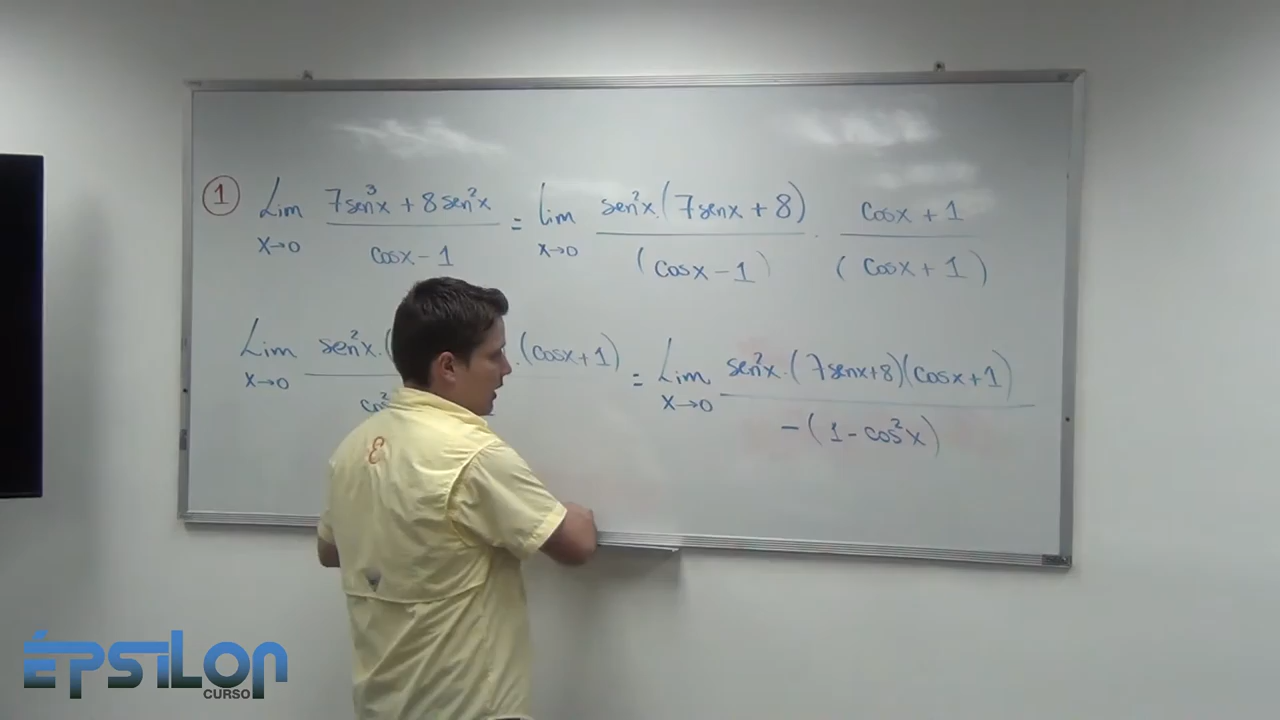 1 Lim x→0 7sen³x + 8sen²x / cosx - 1 = Lim x→0 sen²x.(7senx + 8) / (cosx - 1) . cosx + 1 / (cosx + 1)
Lim x→0 sen²x.( .(cosx+1) / cos² = Lim x→0 sen²x.(7senx+8)(cosx+1) / -(1-cos²x)
ε
ÉPSILON
CURSO